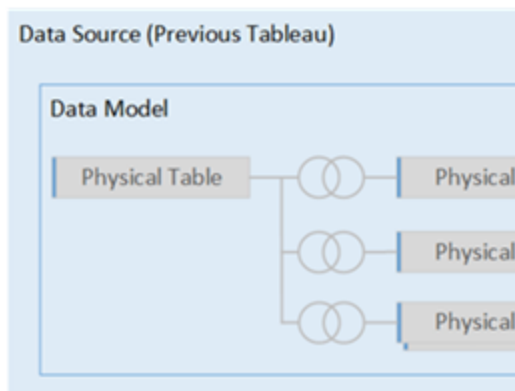 Data Source (Previous Tableau)
Data Model
Physical Table
Physical
Physical
Physical